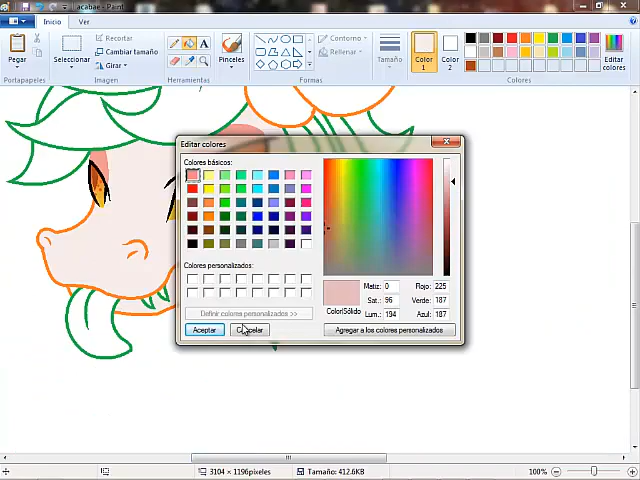 acabae - Paint
Inicio
Ver
Pegar
Portapapeles
Seleccionar
Recortar
Cambiar tamaño
Girar
Imagen
A
Herramientas
Pinceles
Contorno
Rellenar
Formas
Tamaño
Color 1
Color 2
Editar colores
Colores
Editar colores
Colores básicos:
Colores personalizados:
Definir colores personalizados >>
Aceptar
Cancelar
Color|Sólido
Matiz: 0
Sat.: 96
Lum.: 194
Rojo: 225
Verde: 187
Azul: 187
Agregar a los colores personalizados
3104 × 1196píxeles
Tamaño: 412.6KB
100%